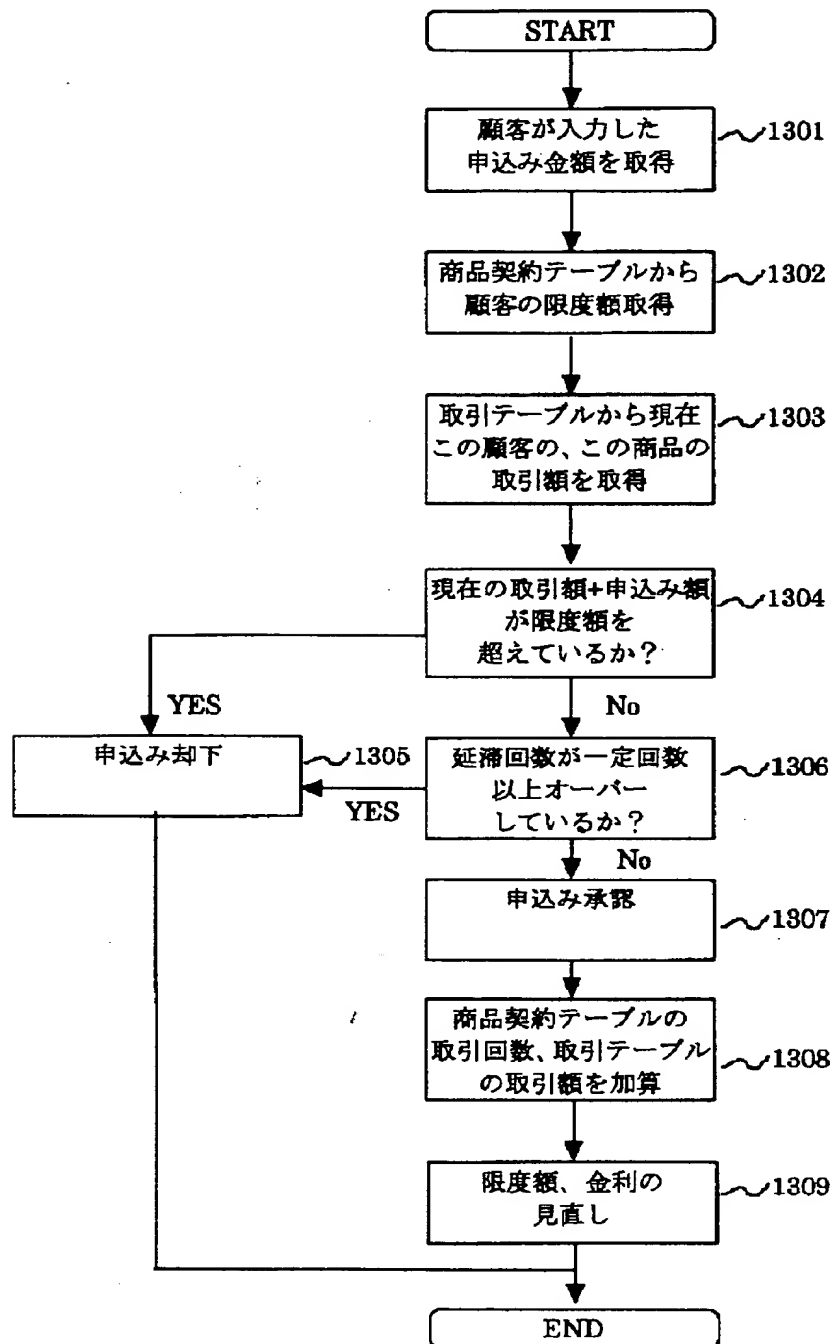 START
顧客が入力した
申込み金額を取得
1301
商品契約テーブルから
顧客の限度額取得
1302
取引テーブルから現在
この顧客の、この商品の
取引額を取得
1303
現在の取引額+申込み額
が限度額を
超えているか？
1304
YES
No
申込み却下
1305
延滞回数が一定回数
以上オーバー
しているか？
1306
YES
No
申込み承認
1307
商品契約テーブルの
取引回数、取引テーブル
の取引額を加算
1308
限度額、金利の
見直し
1309
END